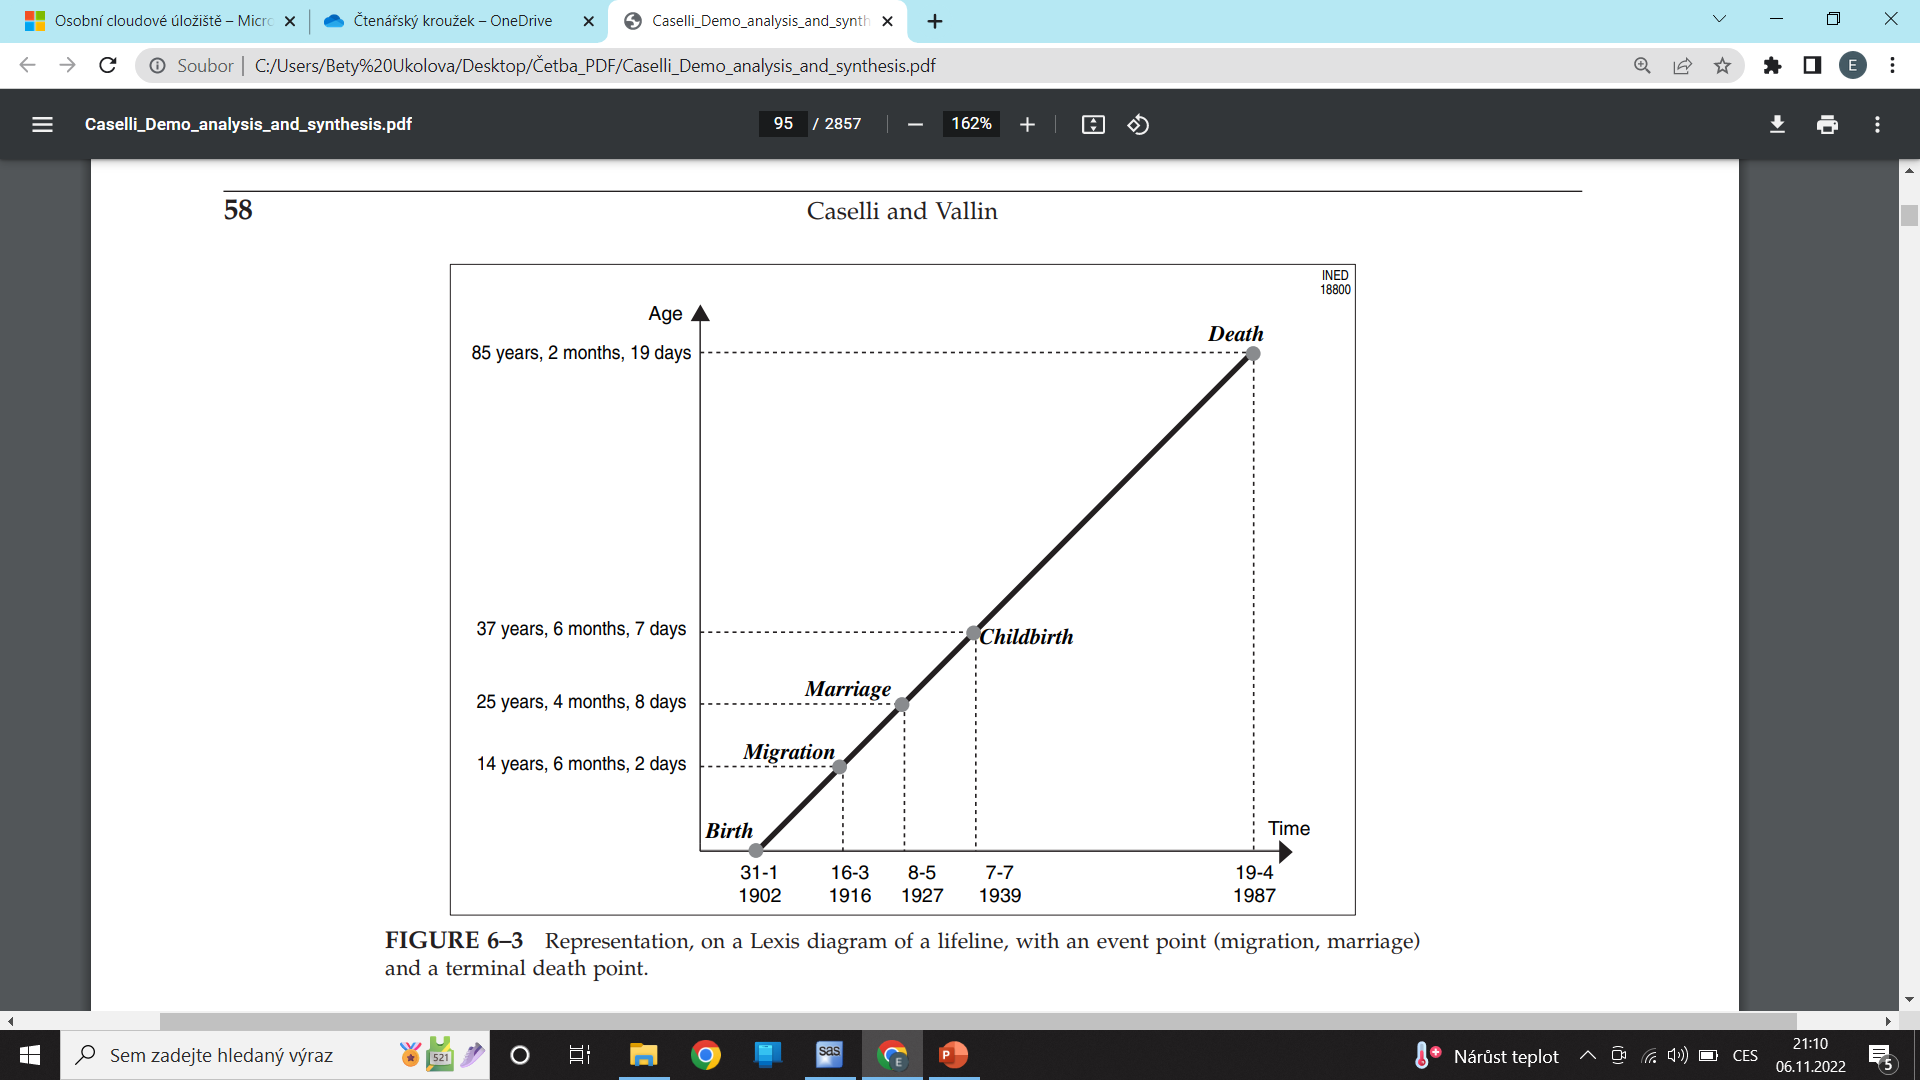 Osobní cloudové úložiště – Micr
Čtenářský kroužek – OneDrive
Caselli_Demo_analysis_and_synth
Soubor
C:/Users/Bety%20Ukolova/Desktop/Četba_PDF/Caselli_Demo_analysis_and_synthesis.pdf
E
Caselli_Demo_analysis_and_synthesis.pdf
95 / 2857
162%
58
Caselli and Vallin
INED
18800
Age
Death
85 years, 2 months, 19 days
37 years, 6 months, 7 days
Childbirth
Marriage
25 years, 4 months, 8 days
Migration
14 years, 6 months, 2 days
Birth
Time
31-1 16-3 8-5 7-7 19-4
1902 1916 1927 1939 1987
FIGURE 6–3 Representation, on a Lexis diagram of a lifeline, with an event point (migration, marriage)
and a terminal death point.
Sem zadejte hledaný výraz
521
sas
E
P
Nárůst teplot
CES
21:10
06.11.2022
5